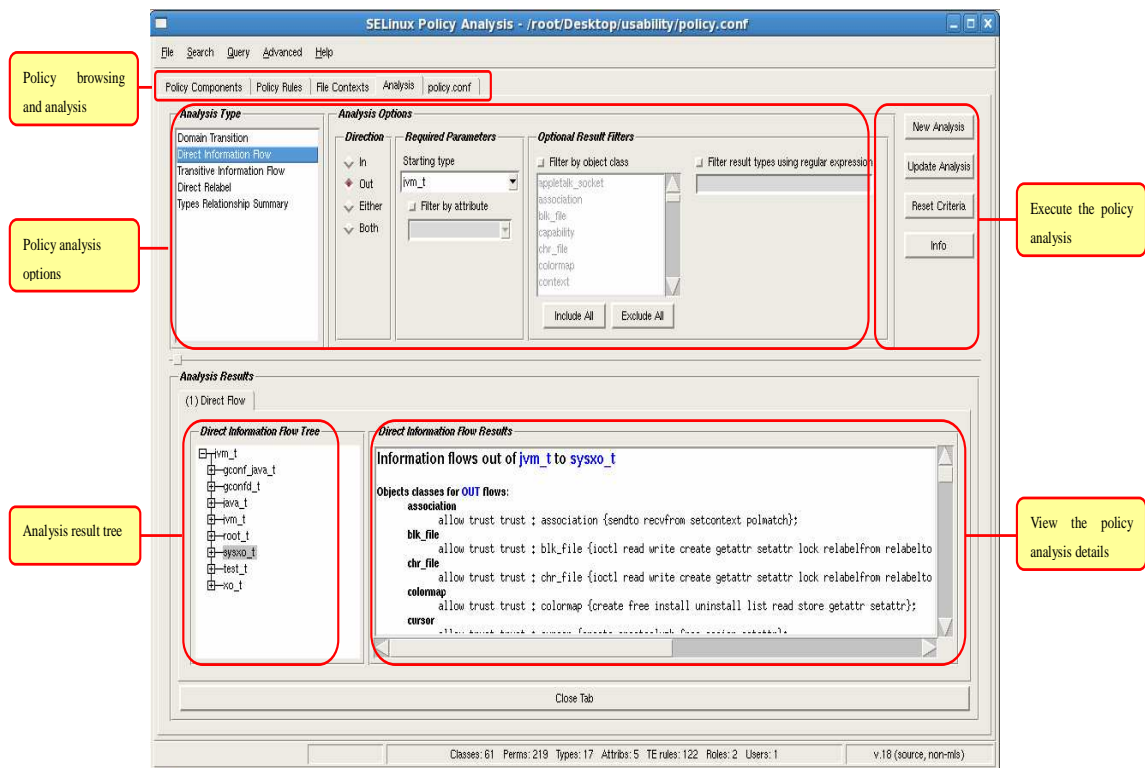 SELinux Policy Analysis - /root/Desktop/usability/policy.conf
File Search Query Advanced Help
Policy browsing
and analysis
Policy Components Policy Rules File Contexts Analysis policy.conf
Analysis Type
Domain Transition
Direct Information Flow
Transitive Information Flow
Direct Relabel
Types Relationship Summary
Analysis Options
Direction
In
Out
Either
Both
Required Parameters
Starting type
jvm_t
Filter by attribute
Optional Result Filters
Filter by object class
appletalk_socket
association
blk_file
capability
chr_file
colormap
context
Include All Exclude All
Filter result types using regular expression
New Analysis
Update Analysis
Reset Criteria
Info
Policy analysis
options
Execute the policy
analysis
Analysis Results
(1) Direct Flow
Direct Information Flow Tree
jvm_t
gconf_java_t
gconfd_t
java_t
jvm_t
root_t
sysxo_t
test_t
xo_t
Direct Information Flow Results
Information flows out of jvm_t to sysxo_t
Objects classes for OUT flows:
association
allow trust trust : association {sendto recvfrom setcontext polmatch};
blk_file
allow trust trust : blk_file {ioctl read write create getattr setattr lock relabelfrom relabelto
chr_file
allow trust trust : chr_file {ioctl read write create getattr setattr lock relabelfrom relabelto
colormap
allow trust trust : colormap {create free install uninstall list read store getattr setattr};
cursor
Analysis result tree
View the policy
analysis details
Close Tab
Classes: 61 Perms: 219 Types: 17 Attribs: 5 TE rules: 122 Roles: 2 Users: 1
v.18 (source, non-mls)